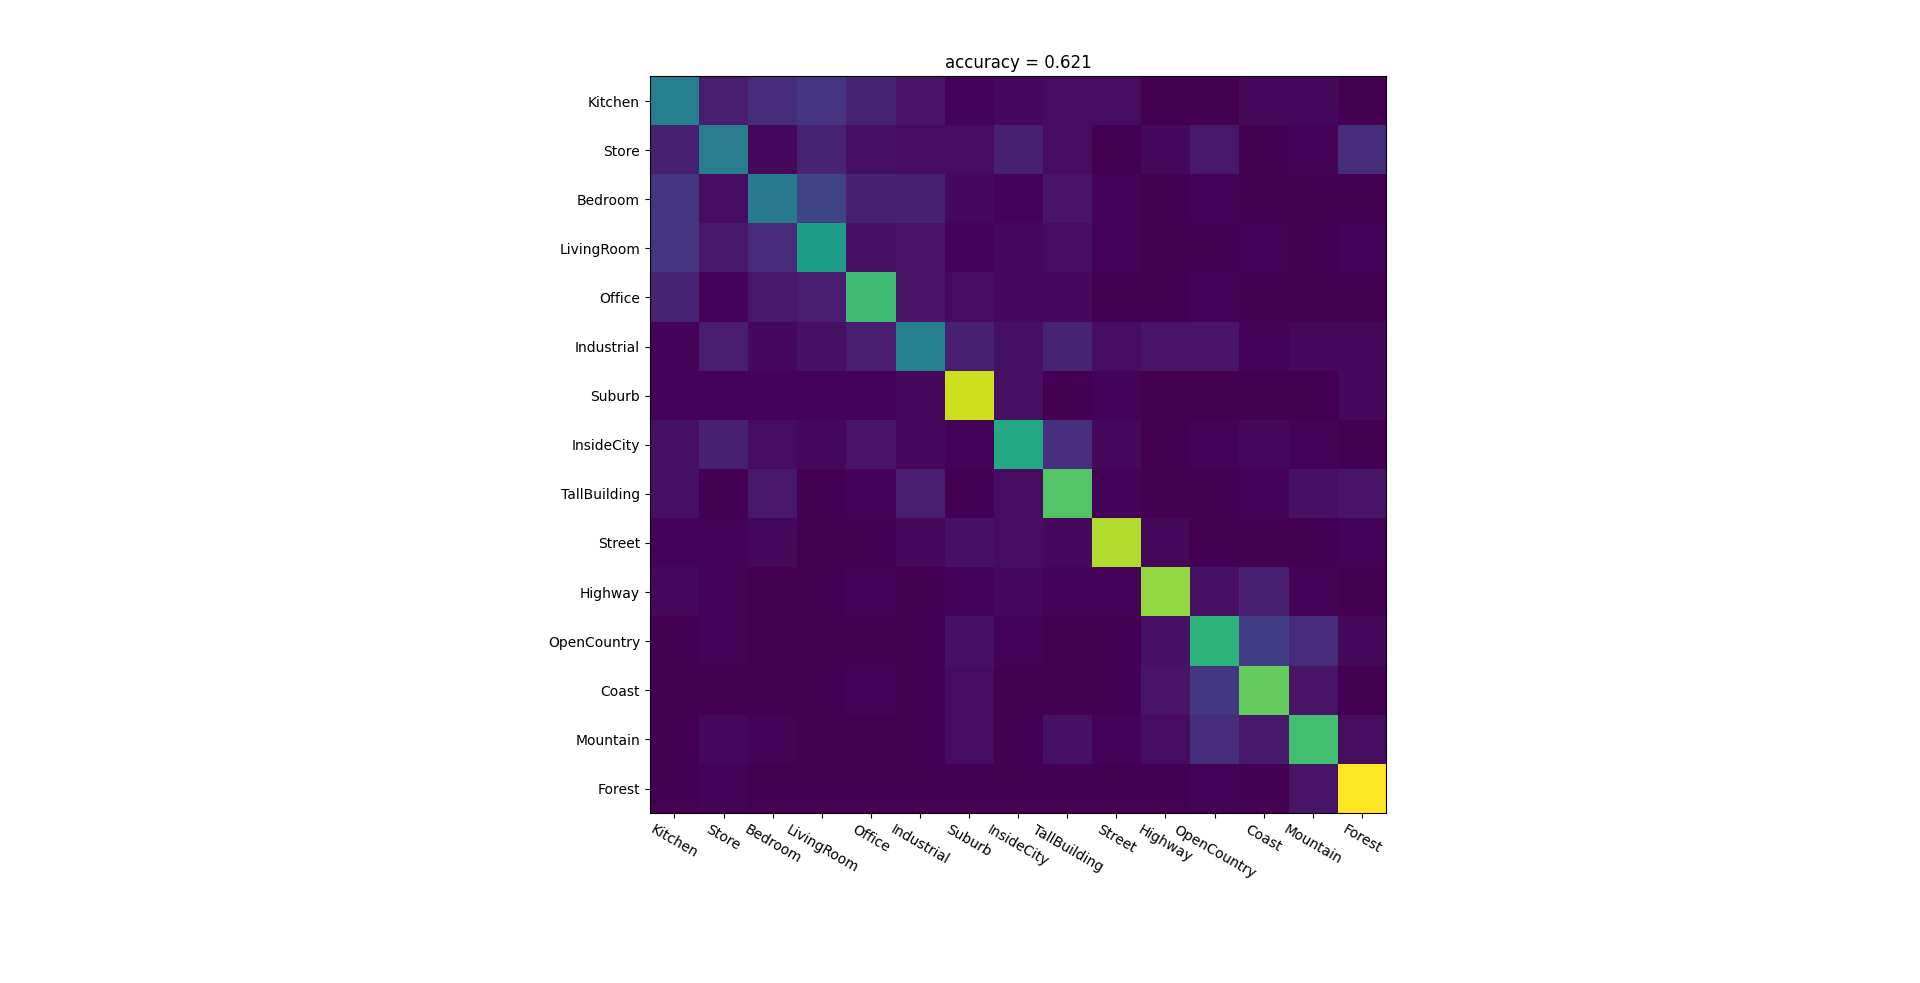 accuracy = 0.621
Kitchen
Store
Bedroom
LivingRoom
Office
Industrial
Suburb
InsideCity
TallBuilding
Street
Highway
OpenCountry
Coast
Mountain
Forest
Kitchen
Store
Bedroom
LivingRoom
Office
Industrial
Suburb
InsideCity
TallBuilding
Street
Highway
OpenCountry
Coast
Mountain
Forest